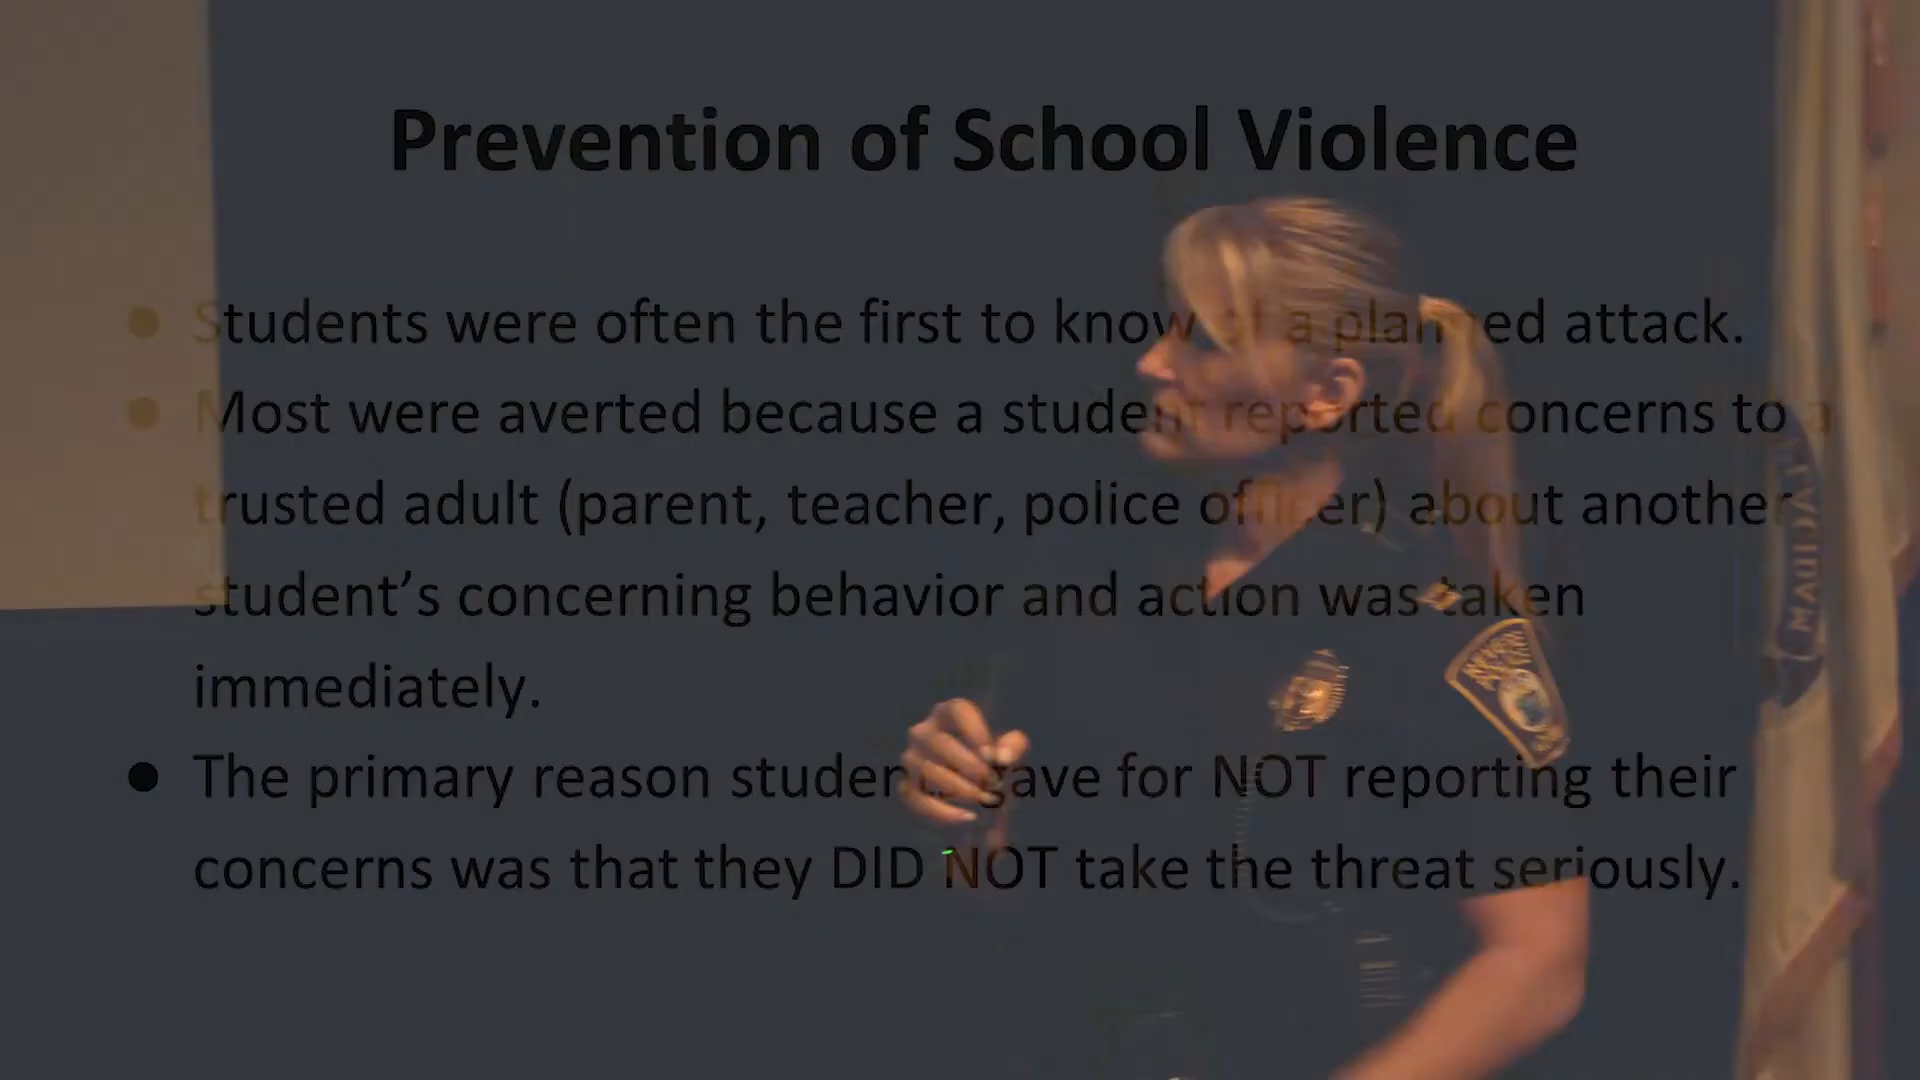 Prevention of School Violence
● Students were often the first to know of a planned attack.
● Most were averted because a student reported concerns to a
trusted adult (parent, teacher, police officer) about another
student’s concerning behavior and action was taken
immediately.
● The primary reason students gave for NOT reporting their
concerns was that they DID NOT take the threat seriously.